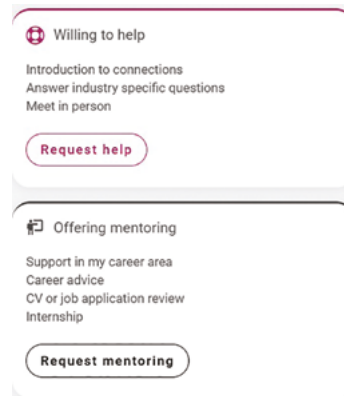 Willing to help
Introduction to connections
Answer industry specific questions
Meet in person
Request help
Offering mentoring
Support in my career area
Career advice
CV or job application review
Internship
Request mentoring